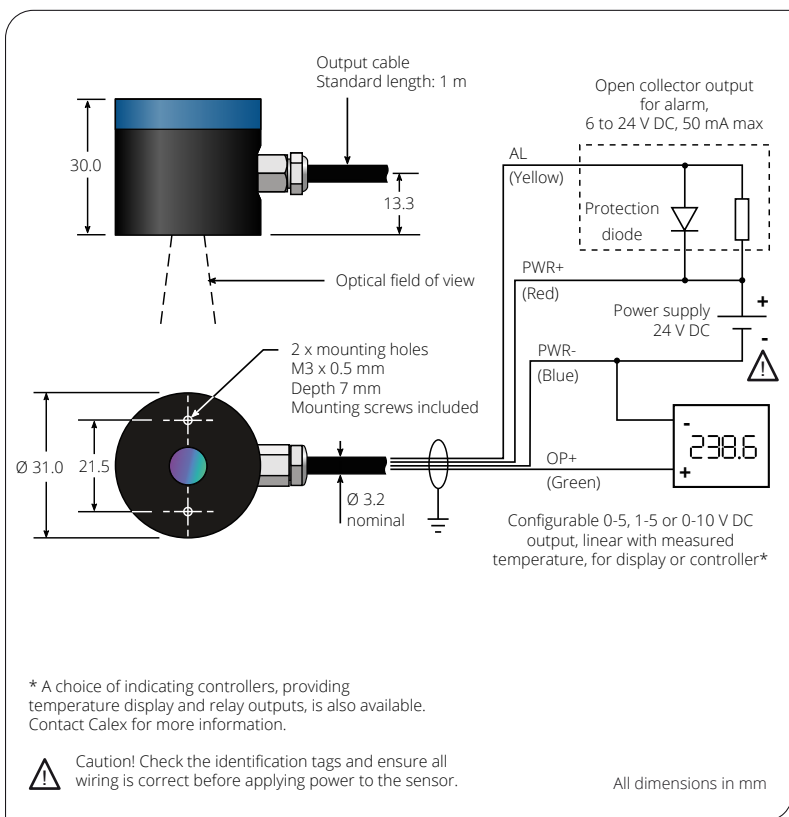 Output cable
Standard length: 1 m
Open collector output
for alarm,
6 to 24 V DC, 50 mA max
30.0
13.3
AL
(Yellow)
Protection
diode
Optical field of view
PWR+
(Red)
Power supply
24 V DC
+
-
2 x mounting holes
M3 x 0.5 mm
Depth 7 mm
Mounting screws included
PWR-
(Blue)
Ø 31.0
21.5
Ø 3.2
nominal
OP+
(Green)
-
238.6
+
Configurable 0-5, 1-5 or 0-10 V DC
output, linear with measured
temperature, for display or controller*
* A choice of indicating controllers, providing
temperature display and relay outputs, is also available.
Contact Calex for more information.
Caution! Check the identification tags and ensure all
wiring is correct before applying power to the sensor.
All dimensions in mm